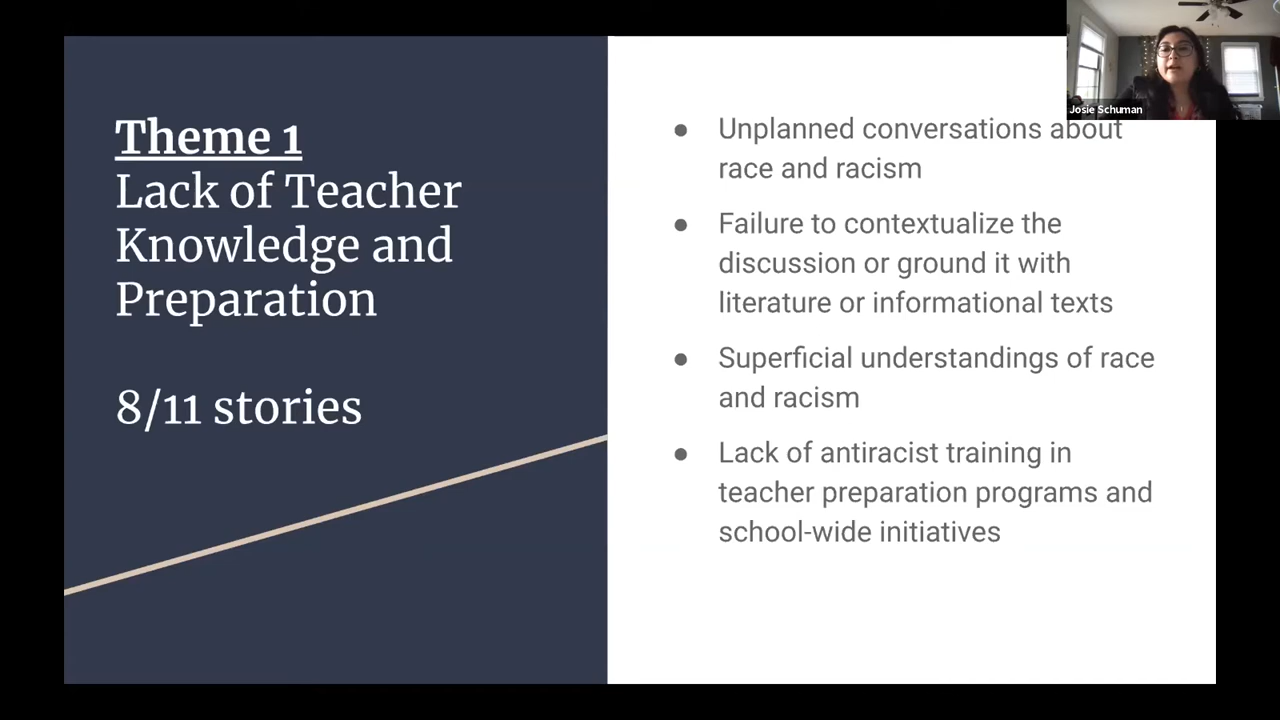 Theme 1
Lack of Teacher
Knowledge and
Preparation
8/11 stories
Josie Schuman
● Unplanned conversations about
race and racism
● Failure to contextualize the
discussion or ground it with
literature or informational texts
● Superficial understandings of race
and racism
● Lack of antiracist training in
teacher preparation programs and
school-wide initiatives